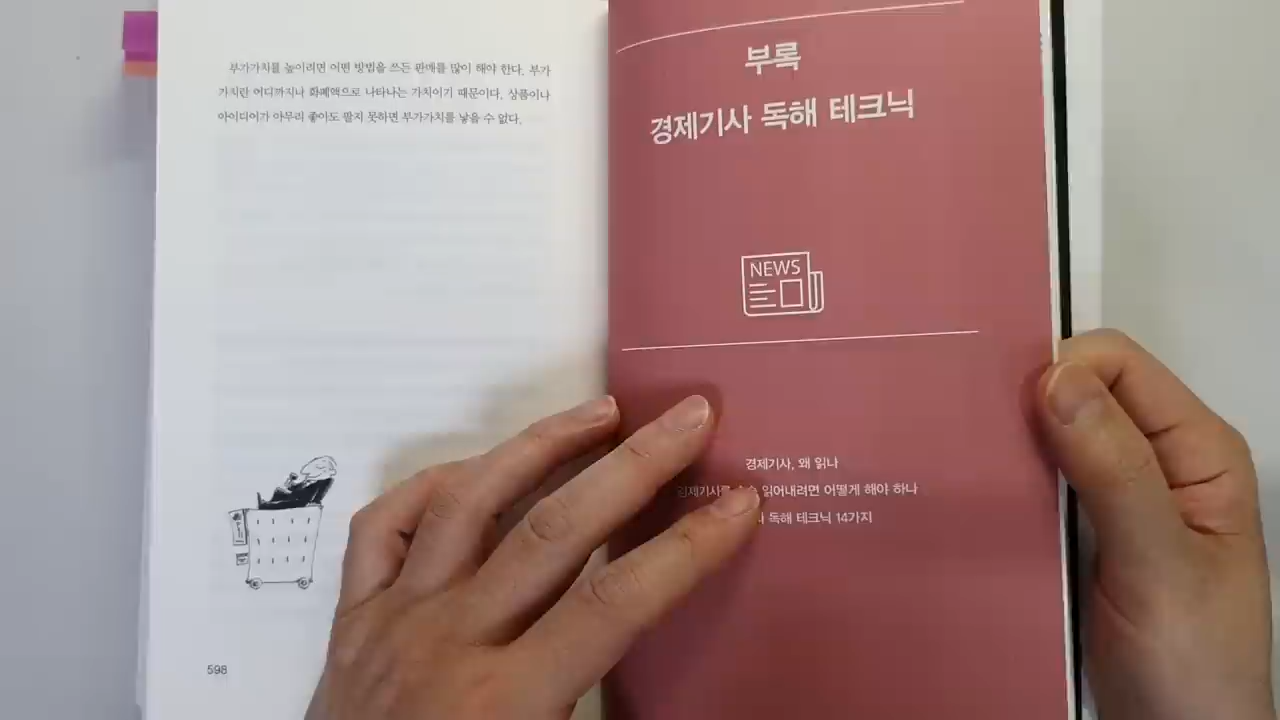 부가가치를 높이려면 어떤 방법을 쓰든 판매를 많이 해야 한다. 부가
가치란 어디까지나 화폐액으로 나타나는 가치이기 때문이다. 상품이나
아이디어가 아무리 좋아도 팔지 못하면 부가가치를 낳을 수 없다.
598
부록
경제기사 독해 테크닉
NEWS
경제기사, 왜 읽나
읽어내려면 어떻게 해야 하나
독해 테크닉 14가지